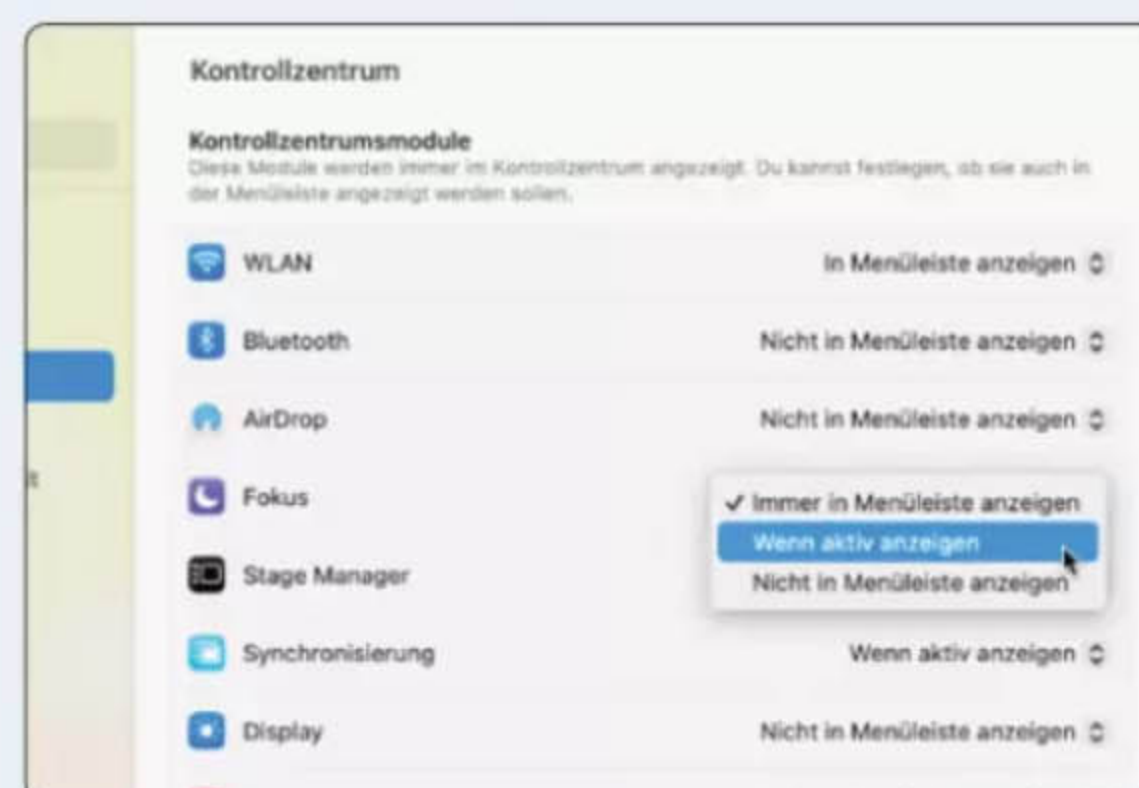 Kontrollzentrum
Kontrollzentrumsmodule
Diese Module werden immer im Kontrollzentrum angezeigt. Du kannst festlegen, ob sie auch in
der Menüleiste angezeigt werden sollen.
WLAN In Menüleiste anzeigen
Bluetooth Nicht in Menüleiste anzeigen
AirDrop Nicht in Menüleiste anzeigen
Fokus ✓ Immer in Menüleiste anzeigen
Wenn aktiv anzeigen
Stage Manager Nicht in Menüleiste anzeigen
Synchronisierung Wenn aktiv anzeigen
Display Nicht in Menüleiste anzeigen